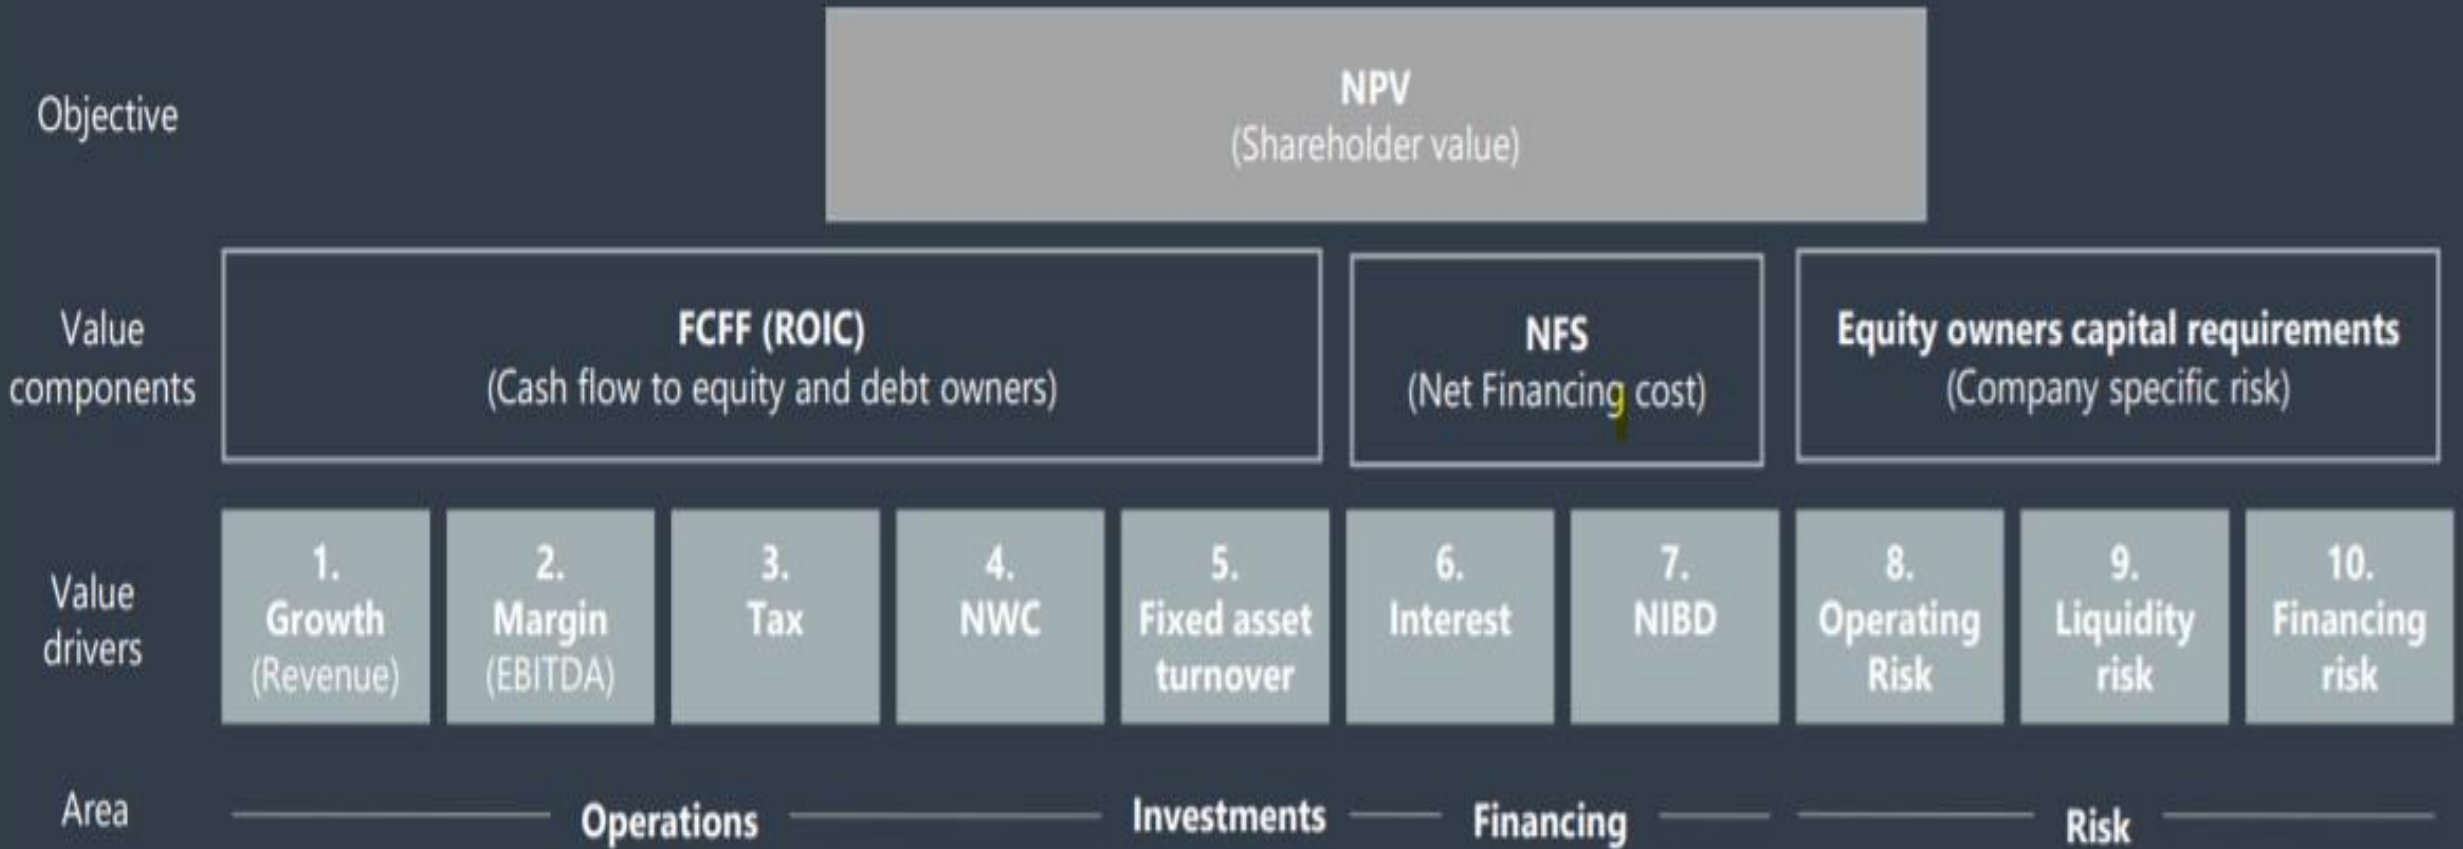 Objective
NPV
(Shareholder value)
Value
components
FCFF (ROIC)
(Cash flow to equity and debt owners)
NFS
(Net Financing cost)
Equity owners capital requirements
(Company specific risk)
Value
drivers
1.
Growth
(Revenue)
2.
Margin
(EBITDA)
3.
Tax
4.
NWC
5.
Fixed asset
turnover
6.
Interest
7.
NIBD
8.
Operating
Risk
9.
Liquidity
risk
10.
Financing
risk
Area
Operations
Investments
Financing
Risk